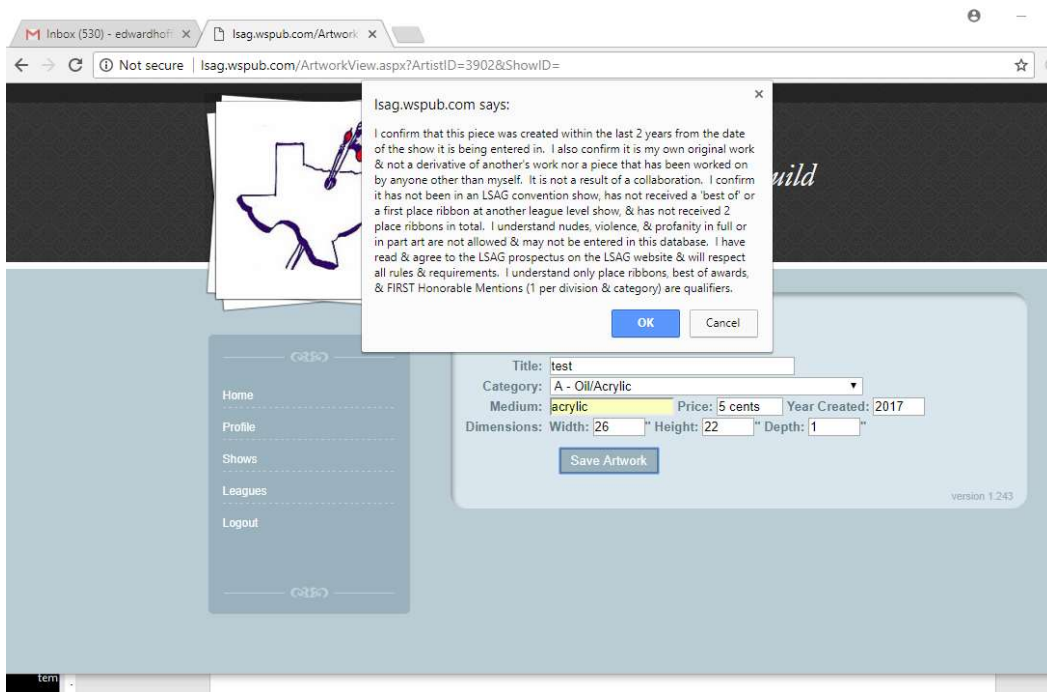 Inbox (530) - edwardhoff
lsag.wspub.com/Artwork
Not secure | lsag.wspub.com/ArtworkView.aspx?ArtistID=3902&ShowID=
lsag.wspub.com says:
I confirm that this piece was created within the last 2 years from the date
of the show it is being entered in. I also confirm it is my own original work
& not a derivative of another's work nor a piece that has been worked on
by anyone other than myself. It is not a result of a collaboration. I confirm
it has not been in an LSAG convention show, has not received a 'best of' or
a first place ribbon at another league level show, & has not received 2
place ribbons in total. I understand nudes, violence, & profanity in full or
in part art are not allowed & may not be entered in this database. I have
read & agree to the LSAG prospectus on the LSAG website & will respect
all rules & requirements. I understand only place ribbons, best of awards,
& FIRST Honorable Mentions (1 per division & category) are qualifiers.
OK Cancel
uild
Home
Profile
Shows
Leagues
Logout
Title: test
Category: A - Oil/Acrylic
Medium: acrylic Price: 5 cents Year Created: 2017
Dimensions: Width: 26 " Height: 22 " Depth: 1 "
Save Artwork
version 1.243
tem